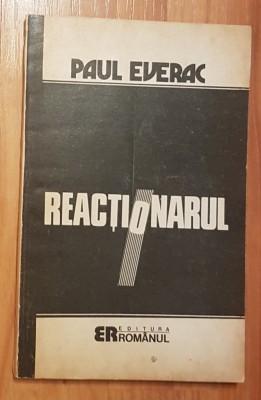 PAUL EVERAC
REACȚIONARUL
ER EDITURA
ROMÂNUL